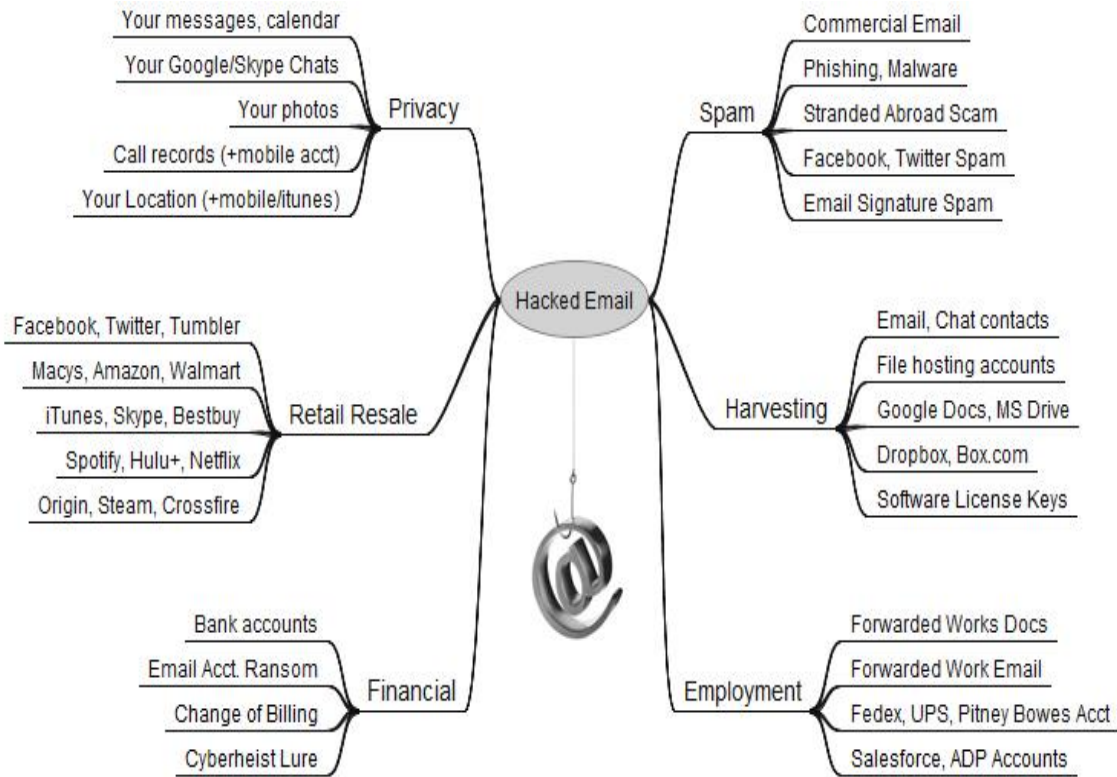 Your messages, calendar
Your Google/Skype Chats
Your photos
Call records (+mobile acct)
Your Location (+mobile/itunes)
Privacy
Commercial Email
Phishing, Malware
Stranded Abroad Scam
Facebook, Twitter Spam
Email Signature Spam
Spam
Hacked Email
Facebook, Twitter, Tumbler
Macys, Amazon, Walmart
iTunes, Skype, Bestbuy
Spotify, Hulu+, Netflix
Origin, Steam, Crossfire
Retail Resale
Email, Chat contacts
File hosting accounts
Google Docs, MS Drive
Dropbox, Box.com
Software License Keys
Harvesting
@
Bank accounts
Email Acct. Ransom
Change of Billing
Cyberheist Lure
Financial
Forwarded Works Docs
Forwarded Work Email
Fedex, UPS, Pitney Bowes Acct
Salesforce, ADP Accounts
Employment